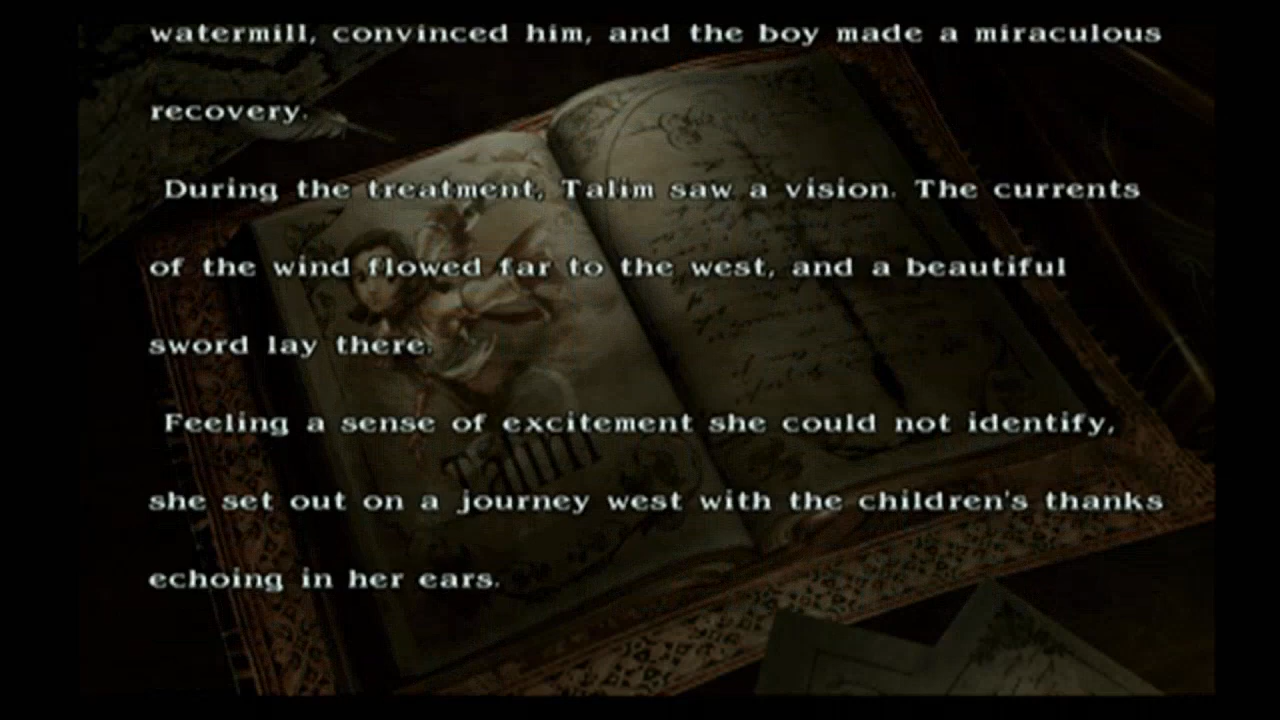 watermill, convinced him, and the boy made a miraculous
recovery.
During the treatment, Talim saw a vision. The currents
of the wind flowed far to the west, and a beautiful
sword lay there.
Feeling a sense of excitement she could not identify,
Talim
she set out on a journey west with the children's thanks
echoing in her ears.